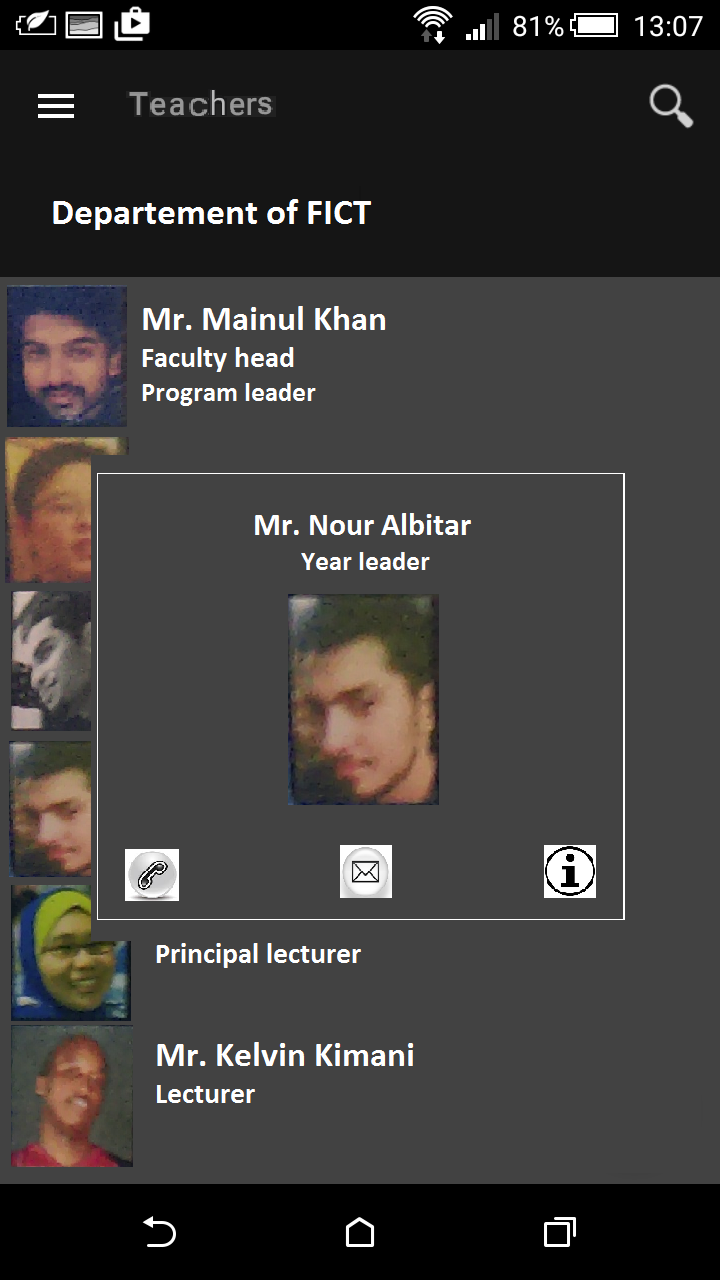 81% 13:07
Teachers
Departement of FICT
Mr. Mainul Khan
Faculty head
Program leader
Mr. Nour Albitar
Year leader
Principal lecturer
Mr. Kelvin Kimani
Lecturer